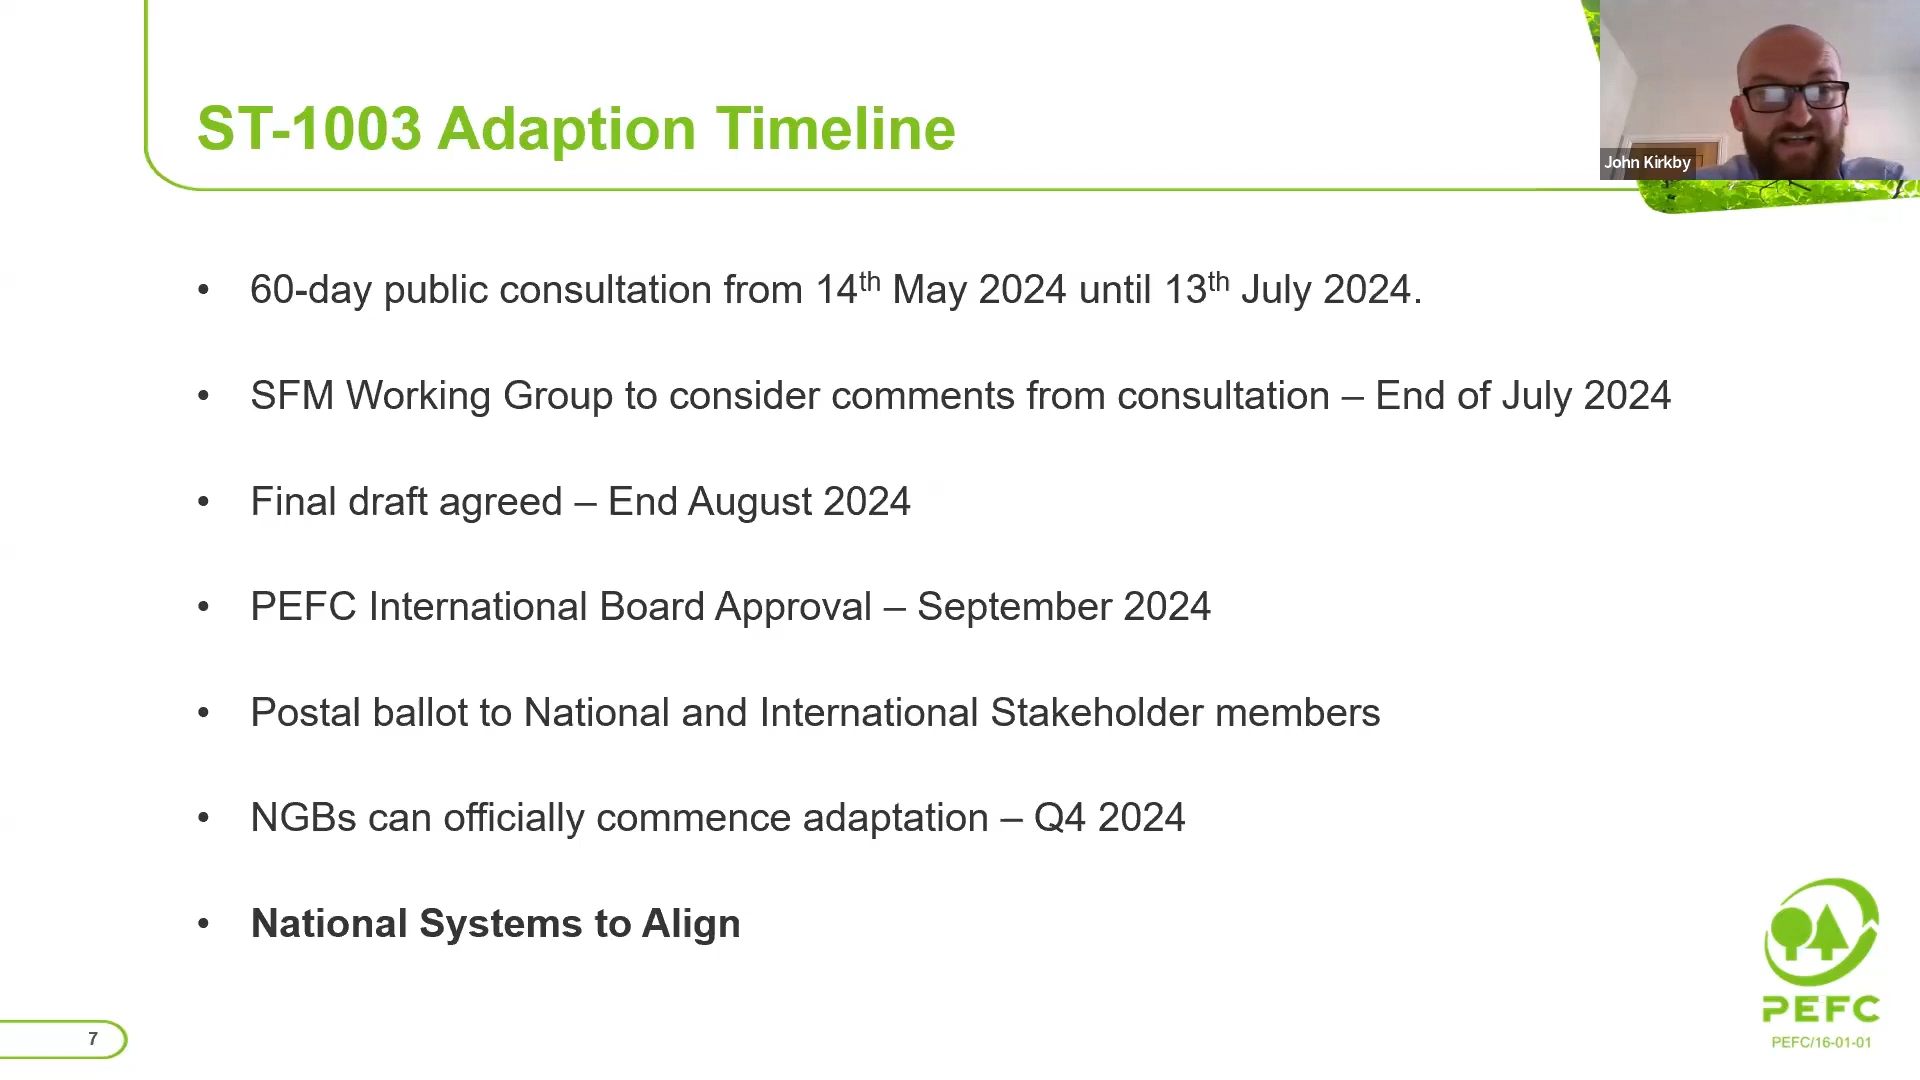 ST-1003 Adaption Timeline
John Kirkby
• 60-day public consultation from 14th May 2024 until 13th July 2024.
• SFM Working Group to consider comments from consultation – End of July 2024
• Final draft agreed – End August 2024
• PEFC International Board Approval – September 2024
• Postal ballot to National and International Stakeholder members
• NGBs can officially commence adaptation – Q4 2024
• National Systems to Align
PEFC
PEFC/16-01-01
7